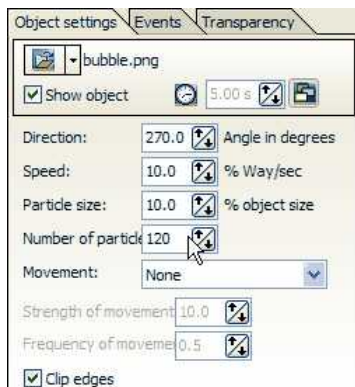 Object settings Events Transparency
bubble.png
Show object 5.00 s
Direction: 270.0 Angle in degrees
Speed: 10.0 % Way/sec
Particle size: 10.0 % object size
Number of particle 120
Movement: None
Strength of movement 10.0
Frequency of moveme 0.5
Clip edges